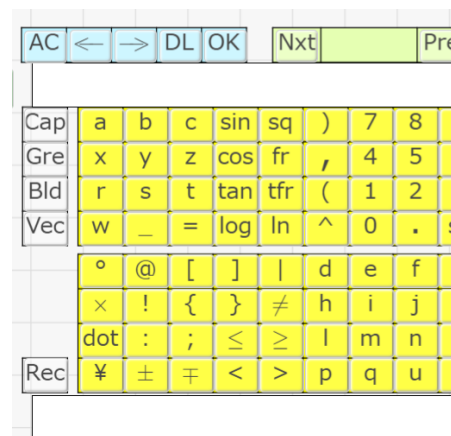 AC ← → DL OK Nxt Pre
Cap a b c sin sq ) 7 8
Gre x y z cos fr , 4 5
Bld r s t tan tfr ( 1 2
Vec w _ = log ln ^ 0 .
° @ [ ] | d e f
× ! { } ≠ h i j
dot : ; ≤ ≥ l m n
Rec ¥ ± ∓ < > p q u